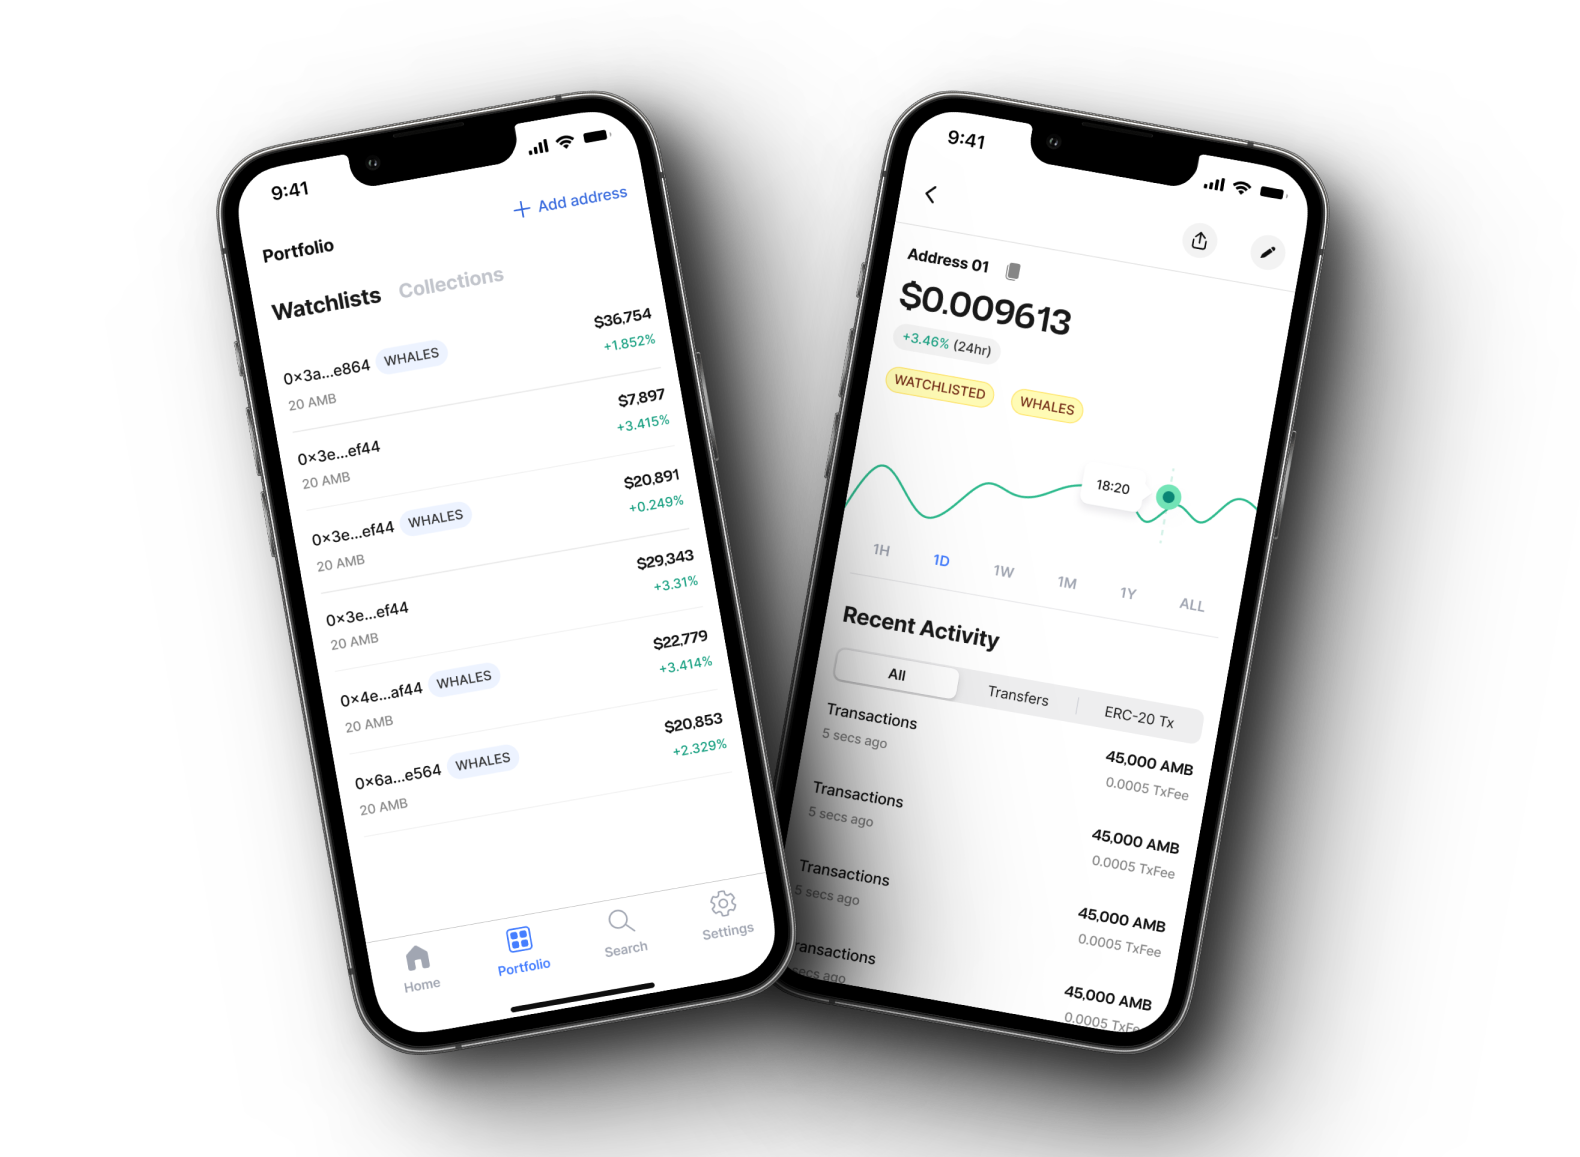 9:41
+ Add address
Portfolio
Watchlists Collections
0×3a...e864 WHALES $36,754
20 AMB +1.852%
0×3e...ef44 $7,897
20 AMB +3.415%
0×3e...ef44 WHALES $20,891
20 AMB +0.249%
0×3e...ef44 $29,343
20 AMB +3.31%
0×4e...af44 WHALES $22,779
20 AMB +3.414%
0×6a...e564 WHALES $20,853
20 AMB +2.329%
Home Portfolio Search Settings
9:41
Address 01
$0.009613
+3.46% (24hr)
WATCHLISTED WHALES
18:20
1H 1D 1W 1M 1Y ALL
Recent Activity
All Transfers ERC-20 Tx
Transactions 45,000 AMB
5 secs ago 0.0005 TxFee
Transactions 45,000 AMB
5 secs ago 0.0005 TxFee
Transactions 45,000 AMB
5 secs ago 0.0005 TxFee
ransactions 45,000 AMB
secs ago 0.0005 TxFe